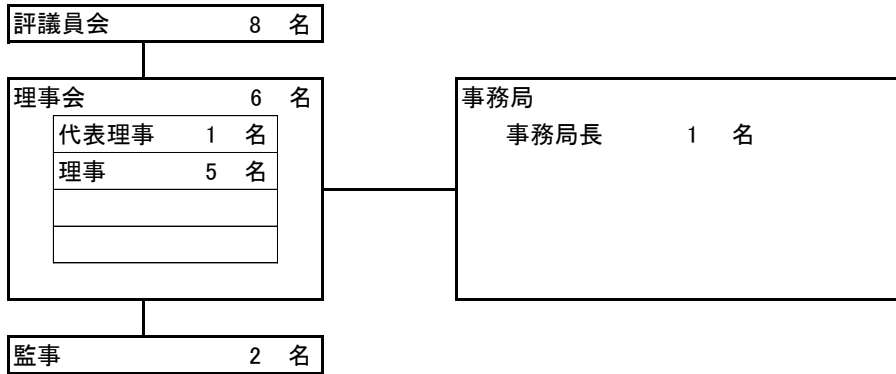 評議員会 8 名
理事会 6 名
代表理事 1 名
理事 5 名
事務局
事務局長 1 名
監事 2 名